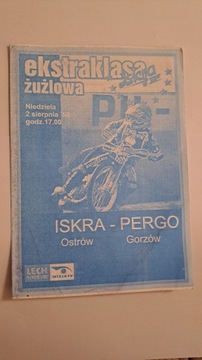 ekstraklasa
żużlowa
Niedziela
2 sierpnia
godz.17.00
ISKRA - PERGO
Ostrów Gorzów
LECH